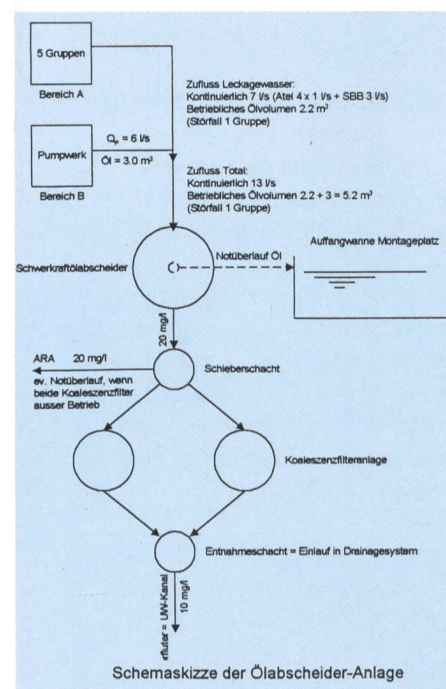 5 Gruppen
Bereich A
Zufluss Leckagewasser:
Kontinuierlich 7 l/s (Atel 4 x 1 l/s + SBB 3 l/s)
Betriebliches Ölvolumen 2.2 m³
(Störfall 1 Gruppe)
Pumpwerk
Qp = 6 l/s
Öl = 3.0 m³
Bereich B
Zufluss Total:
Kontinuierlich 13 l/s
Betriebliches Ölvolumen 2.2 + 3 = 5.2 m³
(Störfall 1 Gruppe)
Schwerkraftölabscheider
Notüberlauf Öl
Auffangwanne Montageplatz
20 mg/l
ARA 20 mg/l
ev. Notüberlauf, wenn
beide Koaleszenzfilter
ausser Betrieb
Schieberschacht
Koaleszenzfilteranlage
Entnahmeschacht = Einlauf in Drainagesystem
= UW-Kanal
10 mg/l
Schemaskizze der Ölabscheider-Anlage